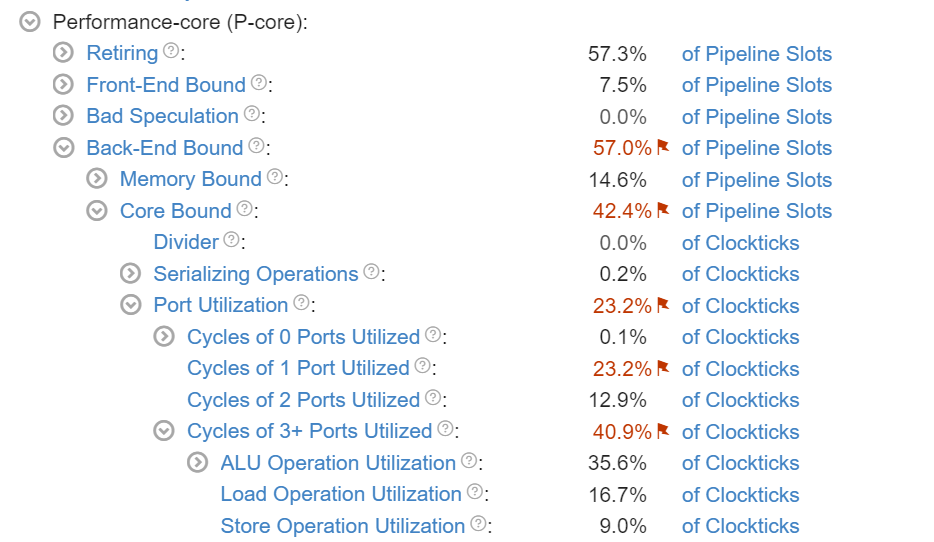 Performance-core (P-core):
Retiring ?: 57.3% of Pipeline Slots
Front-End Bound ?: 7.5% of Pipeline Slots
Bad Speculation ?: 0.0% of Pipeline Slots
Back-End Bound ?: 57.0% of Pipeline Slots
Memory Bound ?: 14.6% of Pipeline Slots
Core Bound ?: 42.4% of Pipeline Slots
Divider ?: 0.0% of Clockticks
Serializing Operations ?: 0.2% of Clockticks
Port Utilization ?: 23.2% of Clockticks
Cycles of 0 Ports Utilized ?: 0.1% of Clockticks
Cycles of 1 Port Utilized ?: 23.2% of Clockticks
Cycles of 2 Ports Utilized ?: 12.9% of Clockticks
Cycles of 3+ Ports Utilized ?: 40.9% of Clockticks
ALU Operation Utilization ?: 35.6% of Clockticks
Load Operation Utilization ?: 16.7% of Clockticks
Store Operation Utilization ?: 9.0% of Clockticks